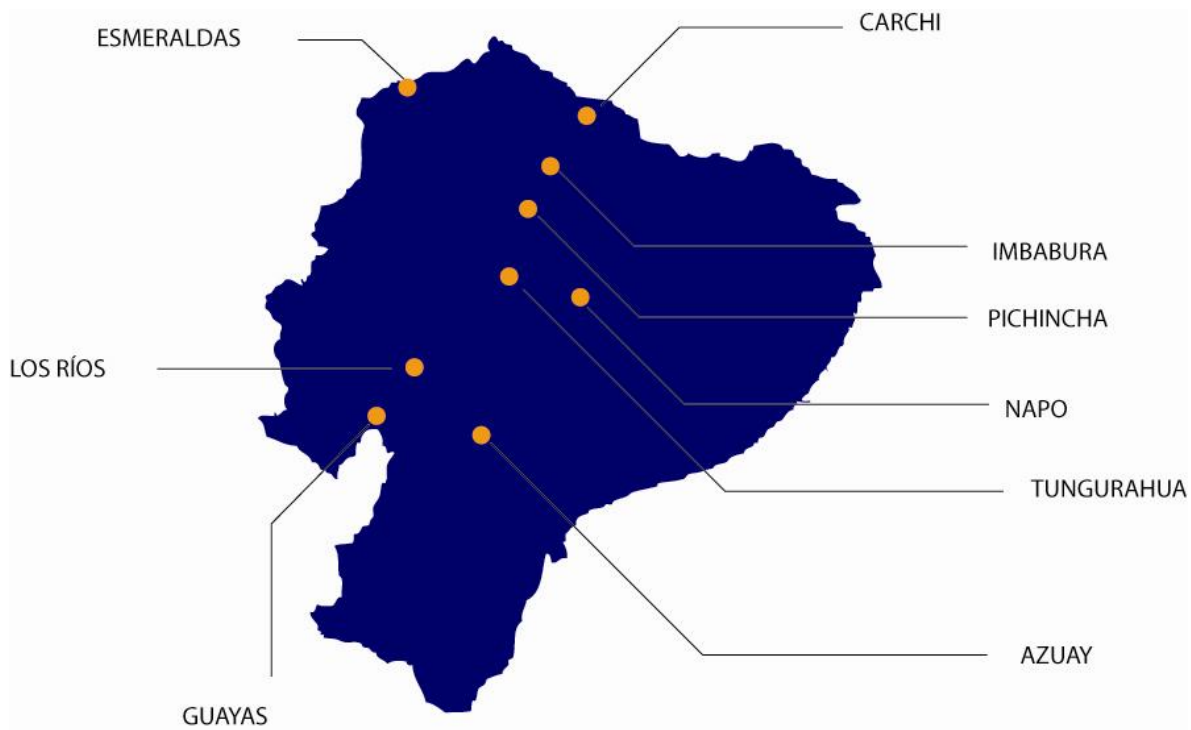 CARCHI
ESMERALDAS
IMBABURA
PICHINCHA
LOS RÍOS
NAPO
TUNGURAHUA
AZUAY
GUAYAS